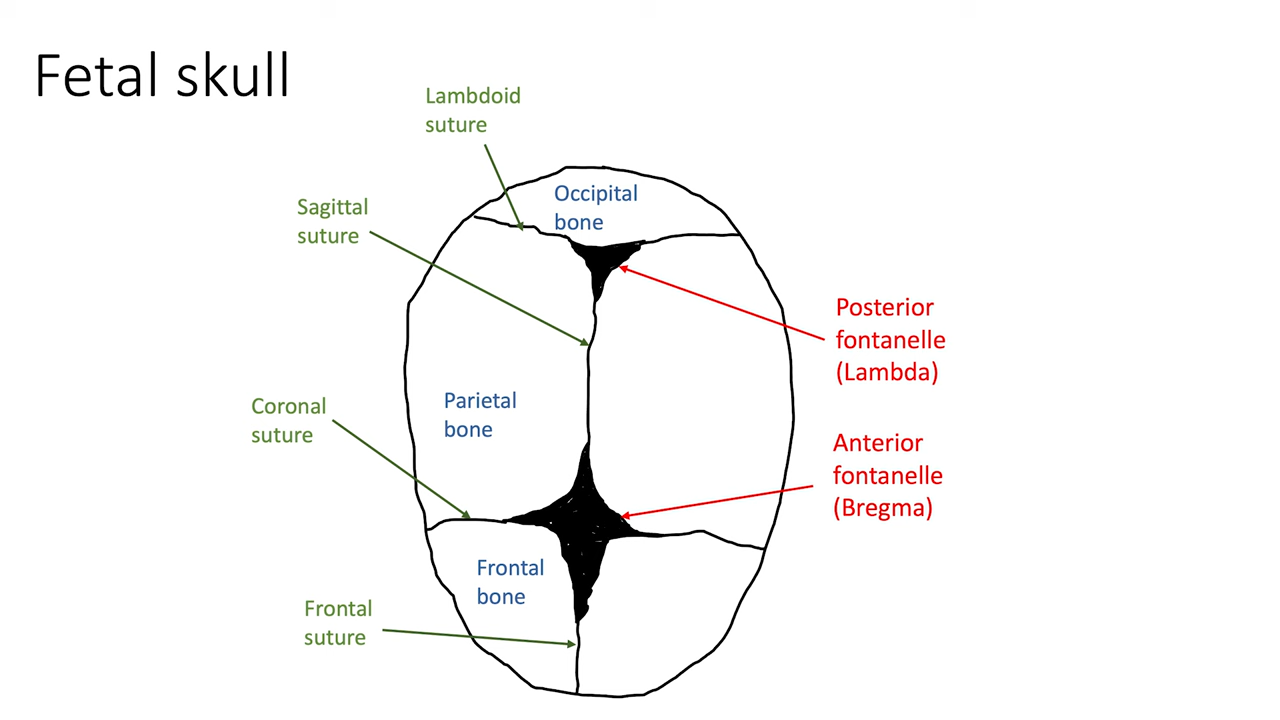 Fetal skull
Lambdoid
suture
Occipital
bone
Sagittal
suture
Posterior
fontanelle
(Lambda)
Parietal
bone
Coronal
suture
Anterior
fontanelle
(Bregma)
Frontal
bone
Frontal
suture